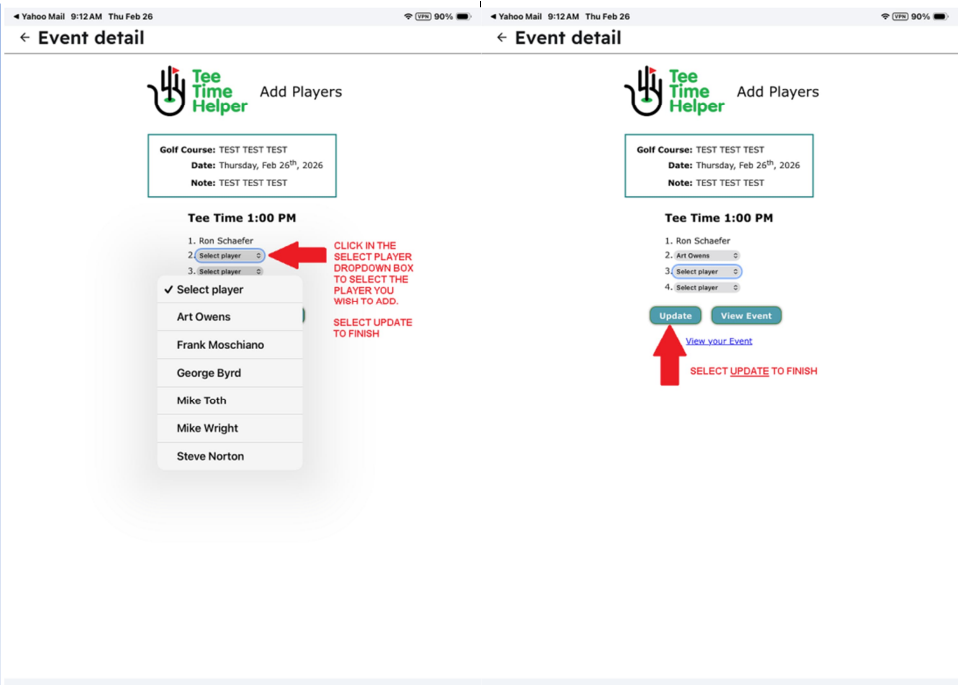 ◀ Yahoo Mail 9:12 AM Thu Feb 26 VPN 90%
← Event detail
Tee
Time
Helper
Add Players
Golf Course: TEST TEST TEST
Date: Thursday, Feb 26th, 2026
Note: TEST TEST TEST
Tee Time 1:00 PM
1. Ron Schaefer
2. Select player
3. Select player
✓ Select player
Art Owens
Frank Moschiano
George Byrd
Mike Toth
Mike Wright
Steve Norton
CLICK IN THE
SELECT PLAYER
DROPDOWN BOX
TO SELECT THE
PLAYER YOU
WISH TO ADD.
SELECT UPDATE
TO FINISH
◀ Yahoo Mail 9:12 AM Thu Feb 26 VPN 90%
← Event detail
Tee
Time
Helper
Add Players
Golf Course: TEST TEST TEST
Date: Thursday, Feb 26th, 2026
Note: TEST TEST TEST
Tee Time 1:00 PM
1. Ron Schaefer
2. Art Owens
3. Select player
4. Select player
Update View Event
View your Event
SELECT UPDATE TO FINISH